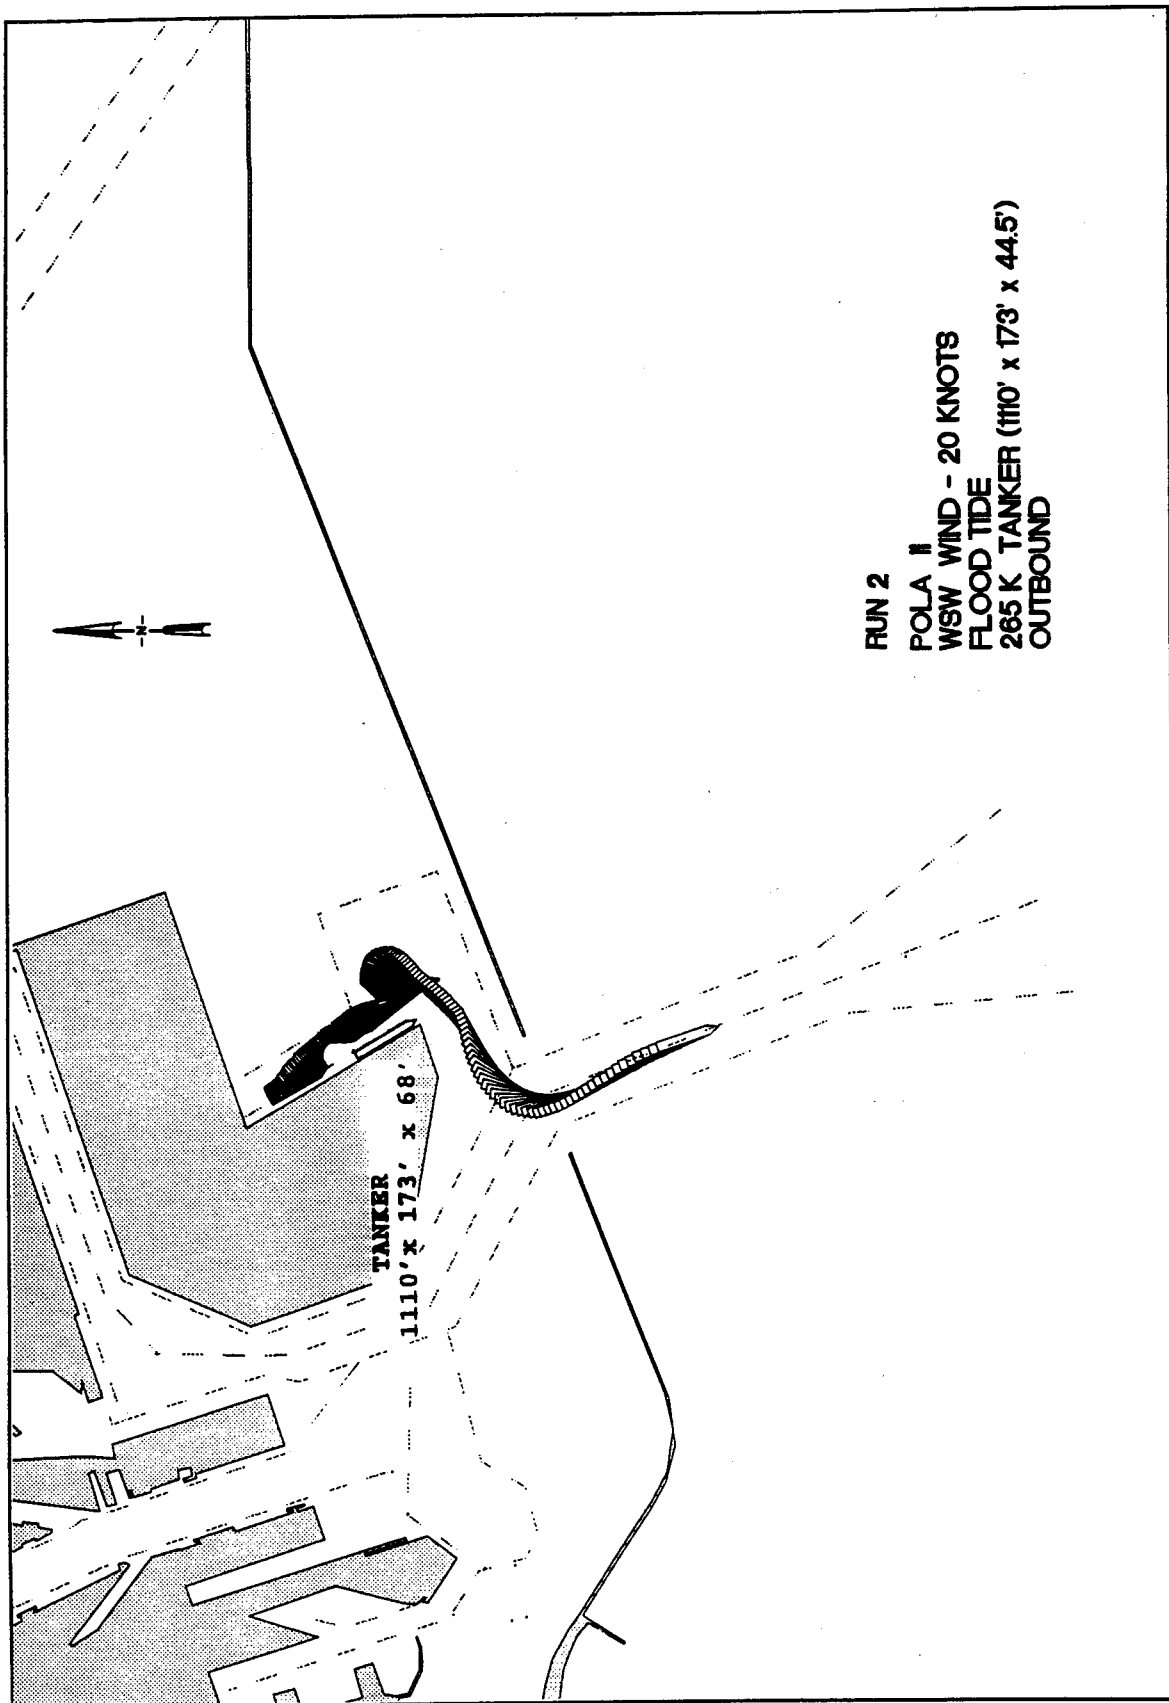 TANKER
1110'x 173' x 68'
RUN 2
POLA III
WSW WIND - 20 KNOTS
FLOOD TIDE
265 K TANKER (1110' x 173' x 44.5')
OUTBOUND
N